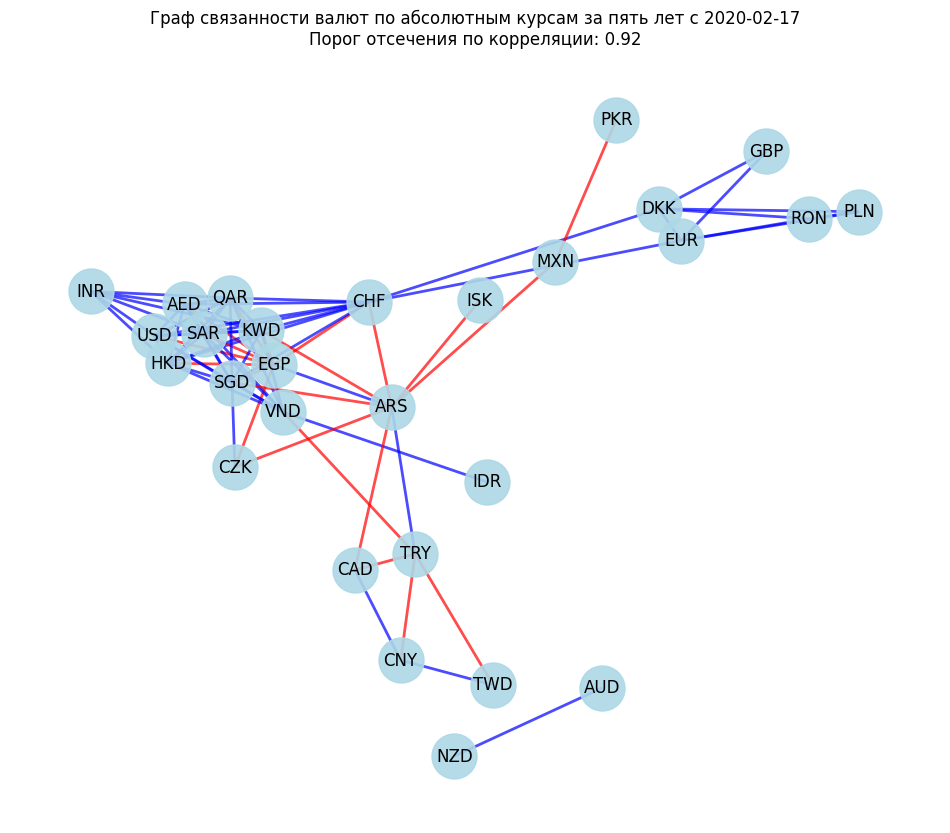 Граф связанности валют по абсолютным курсам за пять лет с 2020-02-17
Порог отсечения по корреляции: 0.92
PKR
GBP
DKK
PLN
RON
EUR
MXN
INR
QAR
AED
CHF
ISK
KWD
SAR
USD
HKD
EGP
SGD
ARS
VND
CZK
IDR
TRY
CAD
CNY
TWD
AUD
NZD